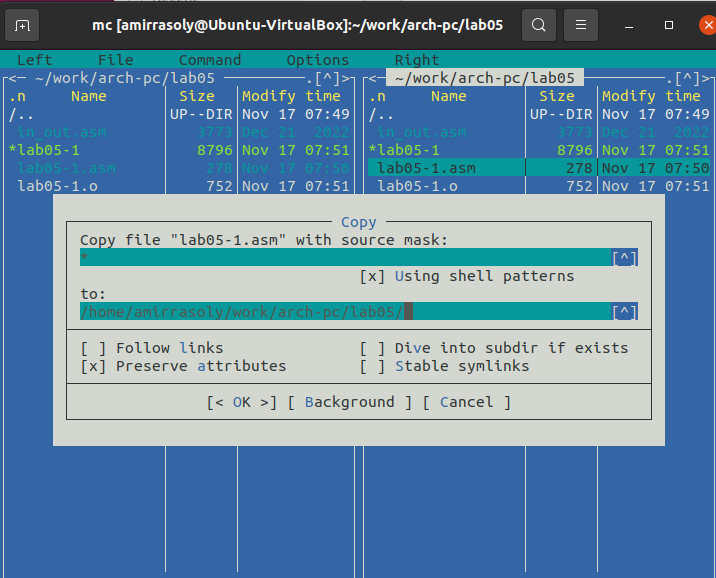 mc [amirrasoly@Ubuntu-VirtualBox]:~/work/arch-pc/lab05
Left File Command Options Right
<─ ~/work/arch-pc/lab05 ─.[^]> <─ ~/work/arch-pc/lab05 ─.[^]>
.n Name Size Modify time .n Name Size Modify time
/.. UP--DIR Nov 17 07:49 /.. UP--DIR Nov 17 07:49
in_out.asm 3773 Dec 21 2022 in_out.asm 3773 Dec 21 2022
*lab05-1 8796 Nov 17 07:51 *lab05-1 8796 Nov 17 07:51
lab05-1.asm 278 Nov 17 07:50 lab05-1.asm 278 Nov 17 07:50
lab05-1.o 752 Nov 17 07:51 lab05-1.o 752 Nov 17 07:51
Copy
Copy file "lab05-1.asm" with source mask:
* [^]
[x] Using shell patterns
to:
/home/amirrasoly/work/arch-pc/lab05/ [^]
[ ] Follow links [ ] Dive into subdir if exists
[x] Preserve attributes [ ] Stable symlinks
[< OK >] [ Background ] [ Cancel ]